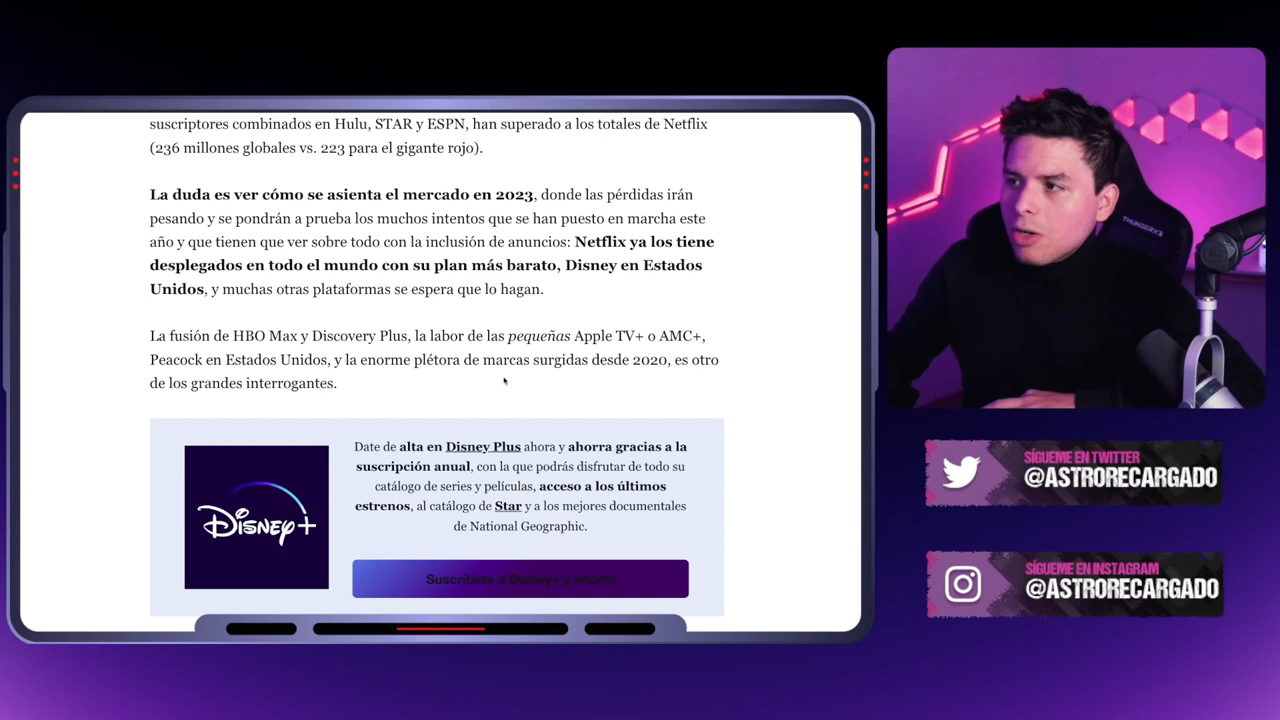 suscriptores combinados en Hulu, STAR y ESPN, han superado a los totales de Netflix
(236 millones globales vs. 223 para el gigante rojo).
La duda es ver cómo se asienta el mercado en 2023, donde las pérdidas irán
pesando y se pondrán a prueba los muchos intentos que se han puesto en marcha este
año y que tienen que ver sobre todo con la inclusión de anuncios: Netflix ya los tiene
desplegados en todo el mundo con su plan más barato, Disney en Estados
Unidos, y muchas otras plataformas se espera que lo hagan.
La fusión de HBO Max y Discovery Plus, la labor de las pequeñas Apple TV+ o AMC+,
Peacock en Estados Unidos, y la enorme plétora de marcas surgidas desde 2020, es otro
de los grandes interrogantes.
Disney+
Date de alta en Disney Plus ahora y ahorra gracias a la
suscripción anual, con la que podrás disfrutar de todo su
catálogo de series y películas, acceso a los últimos
estrenos, al catálogo de Star y a los mejores documentales
de National Geographic.
Suscríbete a Disney+ y ahorra
THUNDERX3
SÍGUEME EN TWITTER
@ASTRORECARGADO
SÍGUEME EN INSTAGRAM
@ASTRORECARGADO